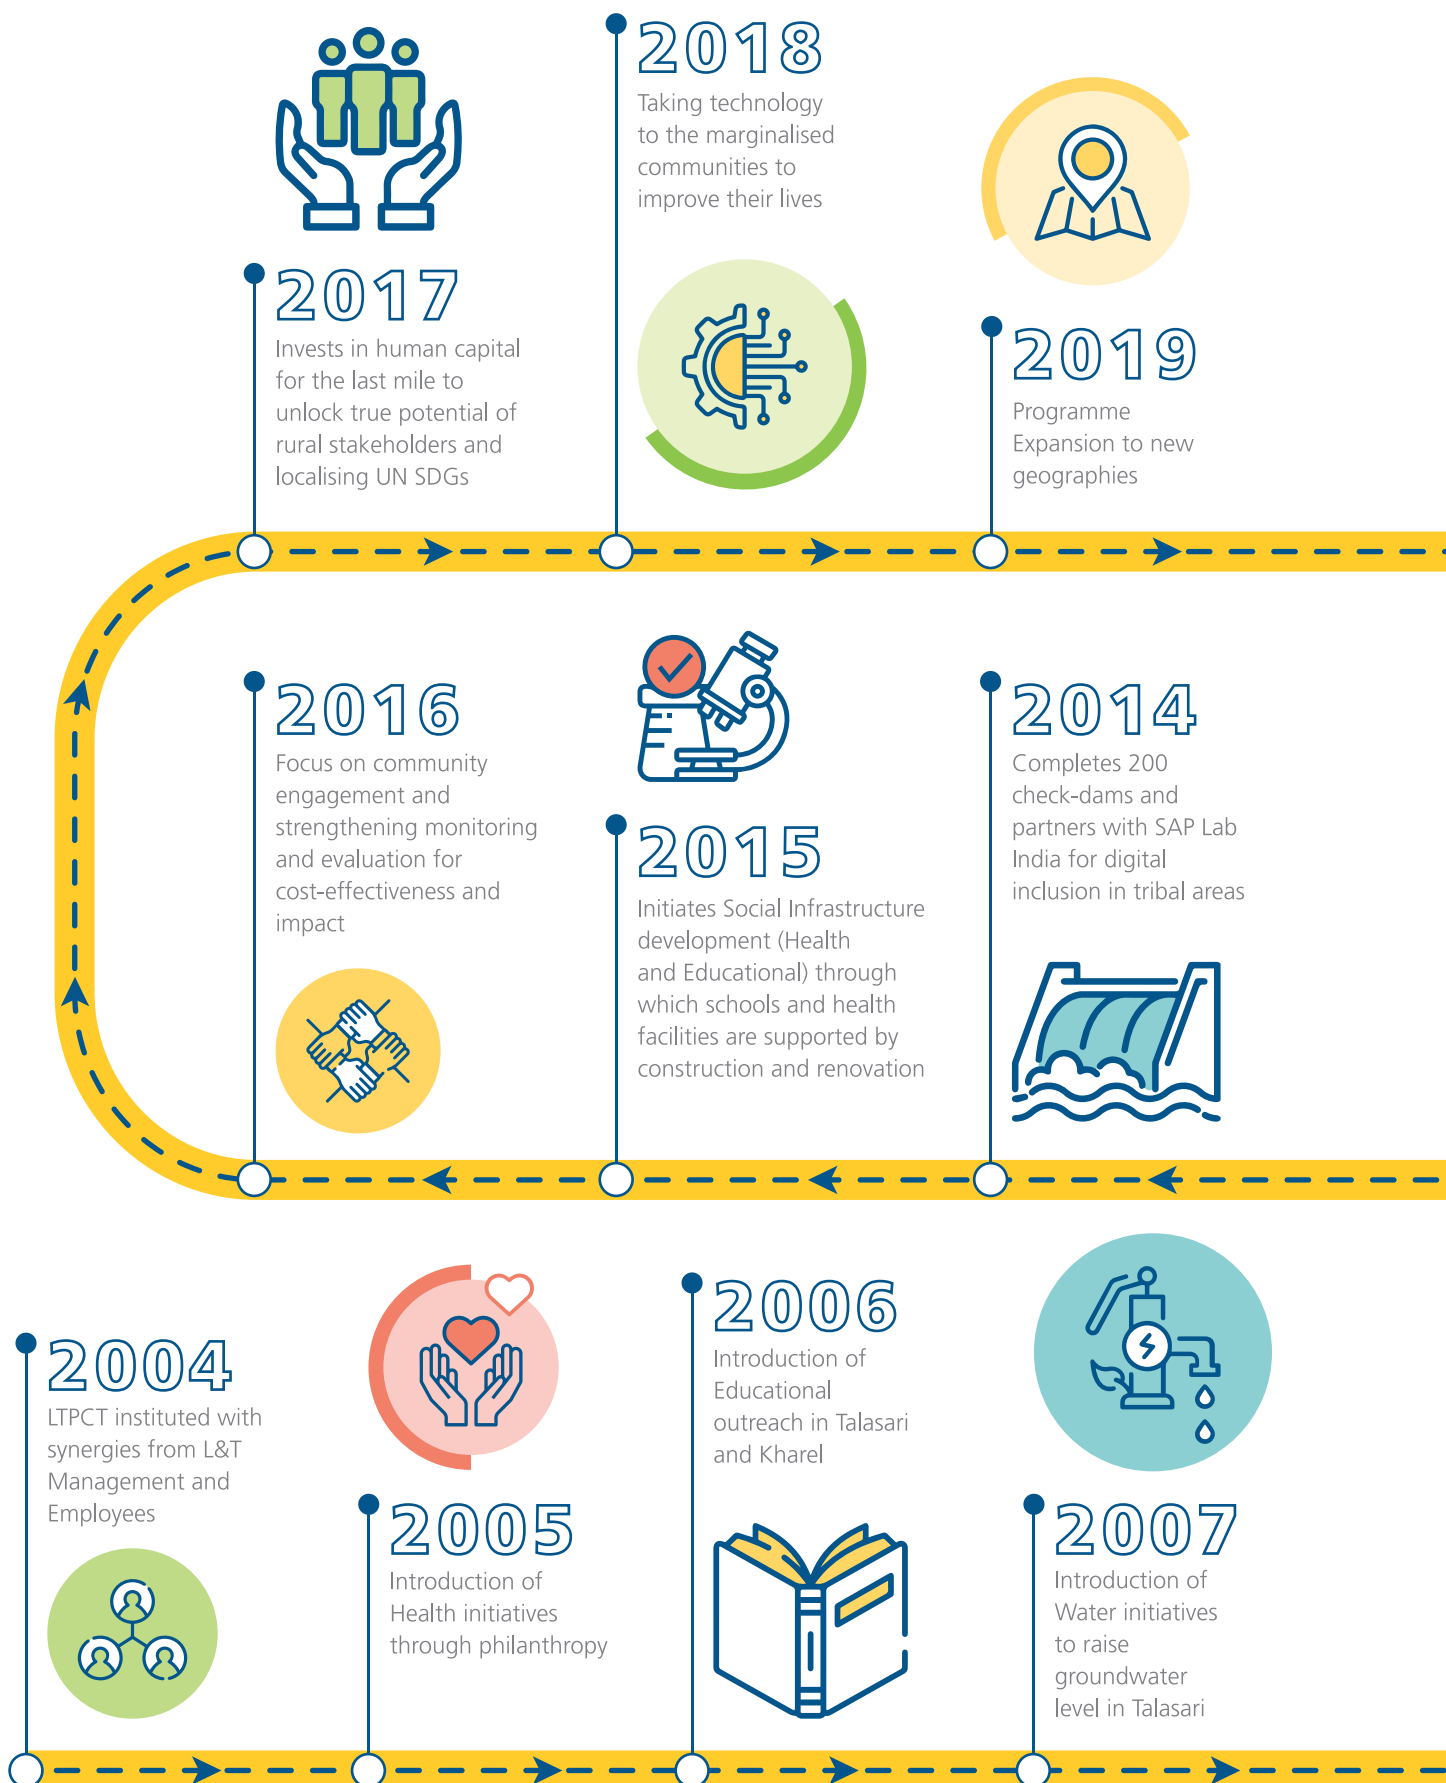 2018
Taking technology
to the marginalised
communities to
improve their lives
2017
Invests in human capital
for the last mile to
unlock true potential of
rural stakeholders and
localising UN SDGs
2019
Programme
Expansion to new
geographies
2016
Focus on community
engagement and
strengthening monitoring
and evaluation for
cost-effectiveness and
impact
2015
Initiates Social Infrastructure
development (Health
and Educational) through
which schools and health
facilities are supported by
construction and renovation
2014
Completes 200
check-dams and
partners with SAP Lab
India for digital
inclusion in tribal areas
2004
LTPCT instituted with
synergies from L&T
Management and
Employees
2005
Introduction of
Health initiatives
through philanthropy
2006
Introduction of
Educational
outreach in Talasari
and Kharel
2007
Introduction of
Water initiatives
to raise
groundwater
level in Talasari